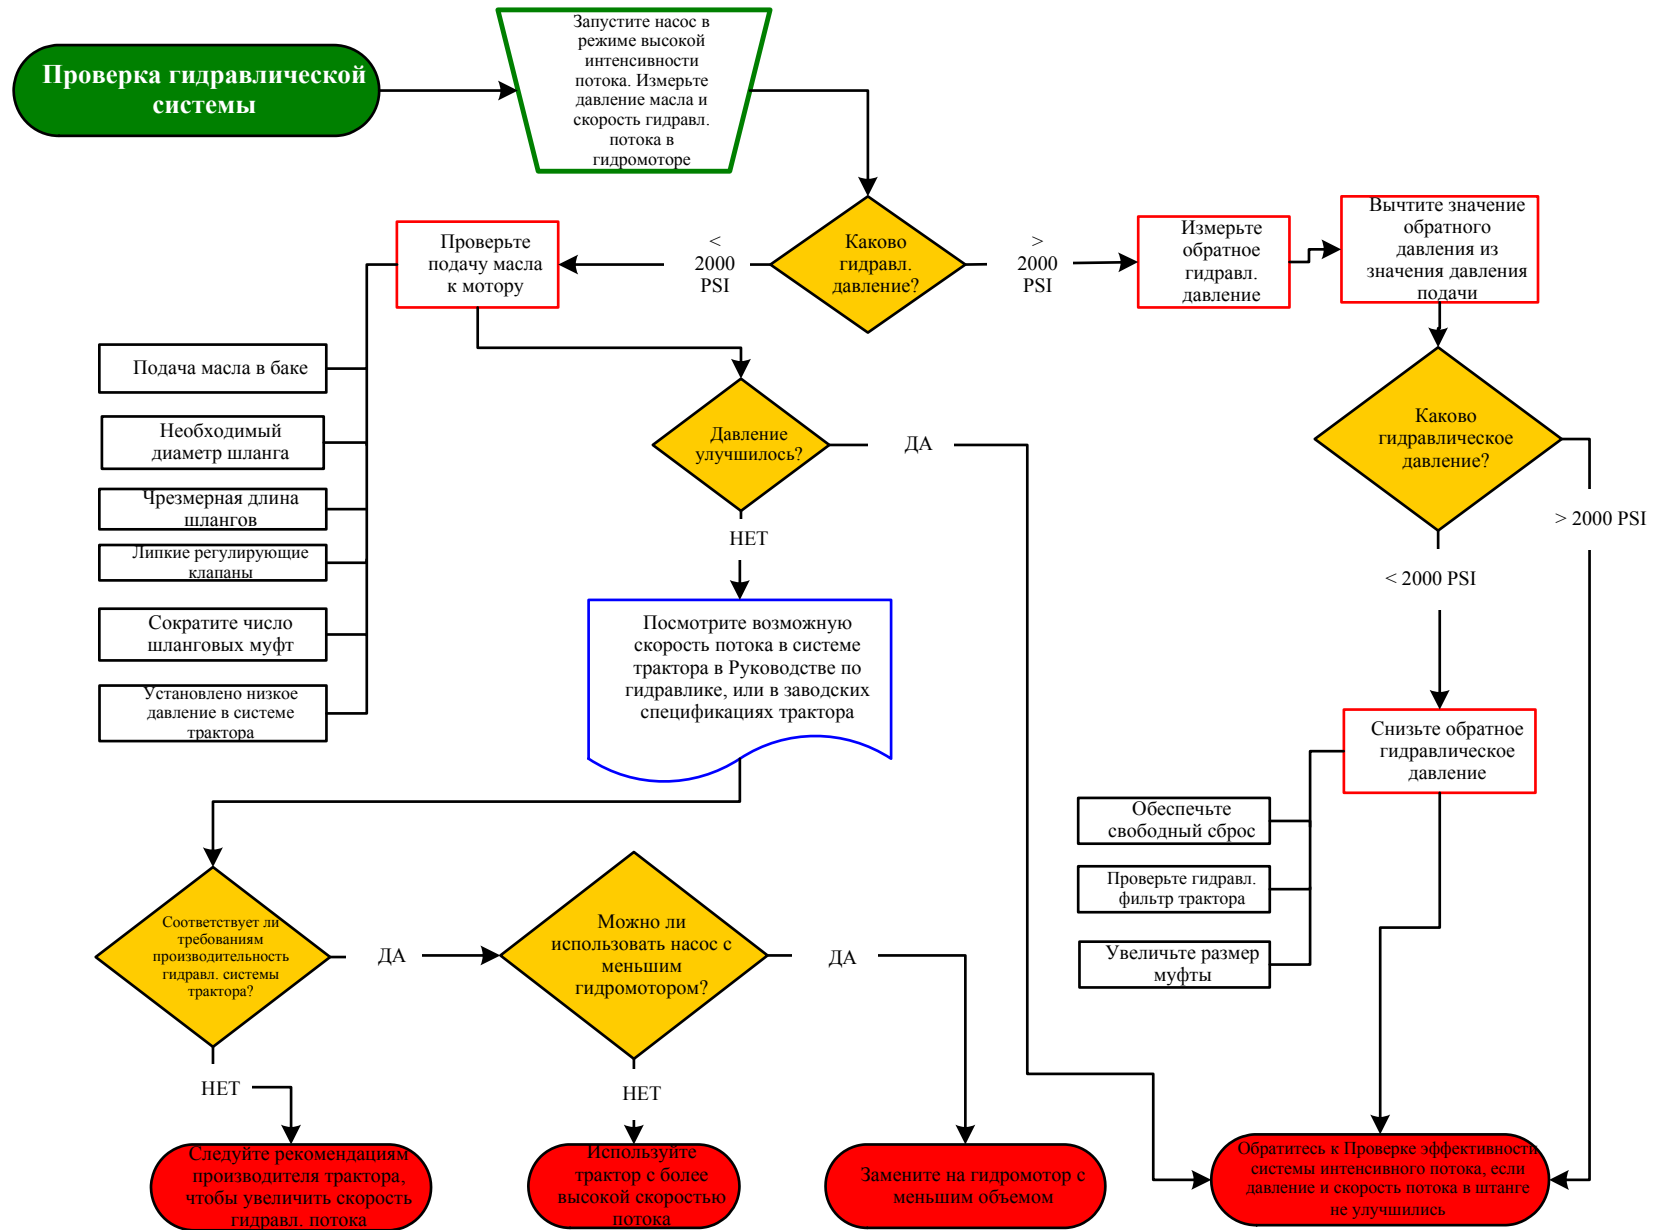 Проверка гидравлической
системы
Запустите насос в
режиме высокой
интенсивности
потока. Измерьте
давление масла и
скорость гидравл.
потока в
гидромоторе
Каково
гидравл.
давление?
<
2000
PSI
>
2000
PSI
Проверьте
подачу масла
к мотору
Измерьте
обратное
гидравл.
давление
Вычтите значение
обратного
давления из
значения давления
подачи
Подача масла в баке
Необходимый
диаметр шланга
Чрезмерная длина
шлангов
Липкие регулирующие
клапаны
Сократите число
шланговых муфт
Установлено низкое
давление в системе
трактора
Давление
улучшилось?
ДА
НЕТ
Каково
гидравлическое
давление?
> 2000 PSI
< 2000 PSI
Посмотрите возможную
скорость потока в системе
трактора в Руководстве по
гидравлике, или в заводских
спецификациях трактора
Снизьте обратное
гидравлическое
давление
Обеспечьте
свободный сброс
Проверьте гидравл.
фильтр трактора
Увеличьте размер
муфты
Соответствует ли
требованиям
производительность
гидравл. системы
трактора?
ДА
Можно ли
использовать насос с
меньшим
гидромотором?
ДА
НЕТ
НЕТ
Следуйте рекомендациям
производителя трактора,
чтобы увеличить скорость
гидравл. потока
Используйте
трактор с более
высокой скоростью
потока
Замените на гидромотор с
меньшим объемом
Обратитесь к Проверке эффективности
системы интенсивного потока, если
давление и скорость потока в штанге
не улучшились